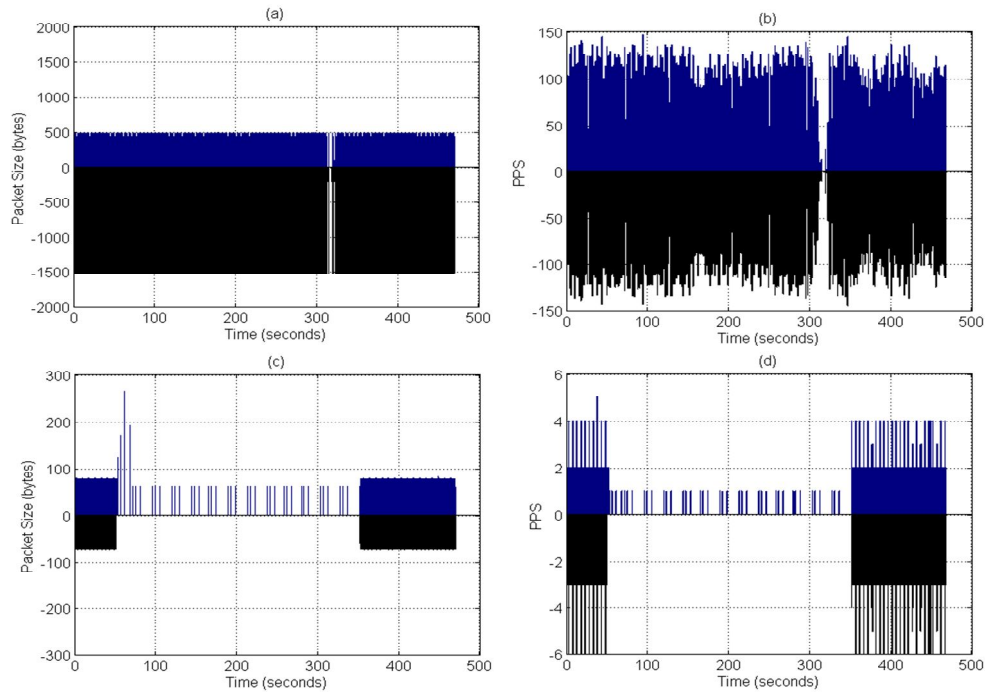 (a)
2000
1500
1000
500
0
-500
-1000
-1500
-2000
Packet Size (bytes)
0 100 200 300 400 500
Time (seconds)
(b)
150
100
50
0
-50
-100
-150
PPS
0 100 200 300 400 500
Time (seconds)
(c)
300
200
100
0
-100
-200
-300
Packet Size (bytes)
0 100 200 300 400 500
Time (seconds)
(d)
6
4
2
0
-2
-4
-6
PPS
0 100 200 300 400 500
Time (seconds)